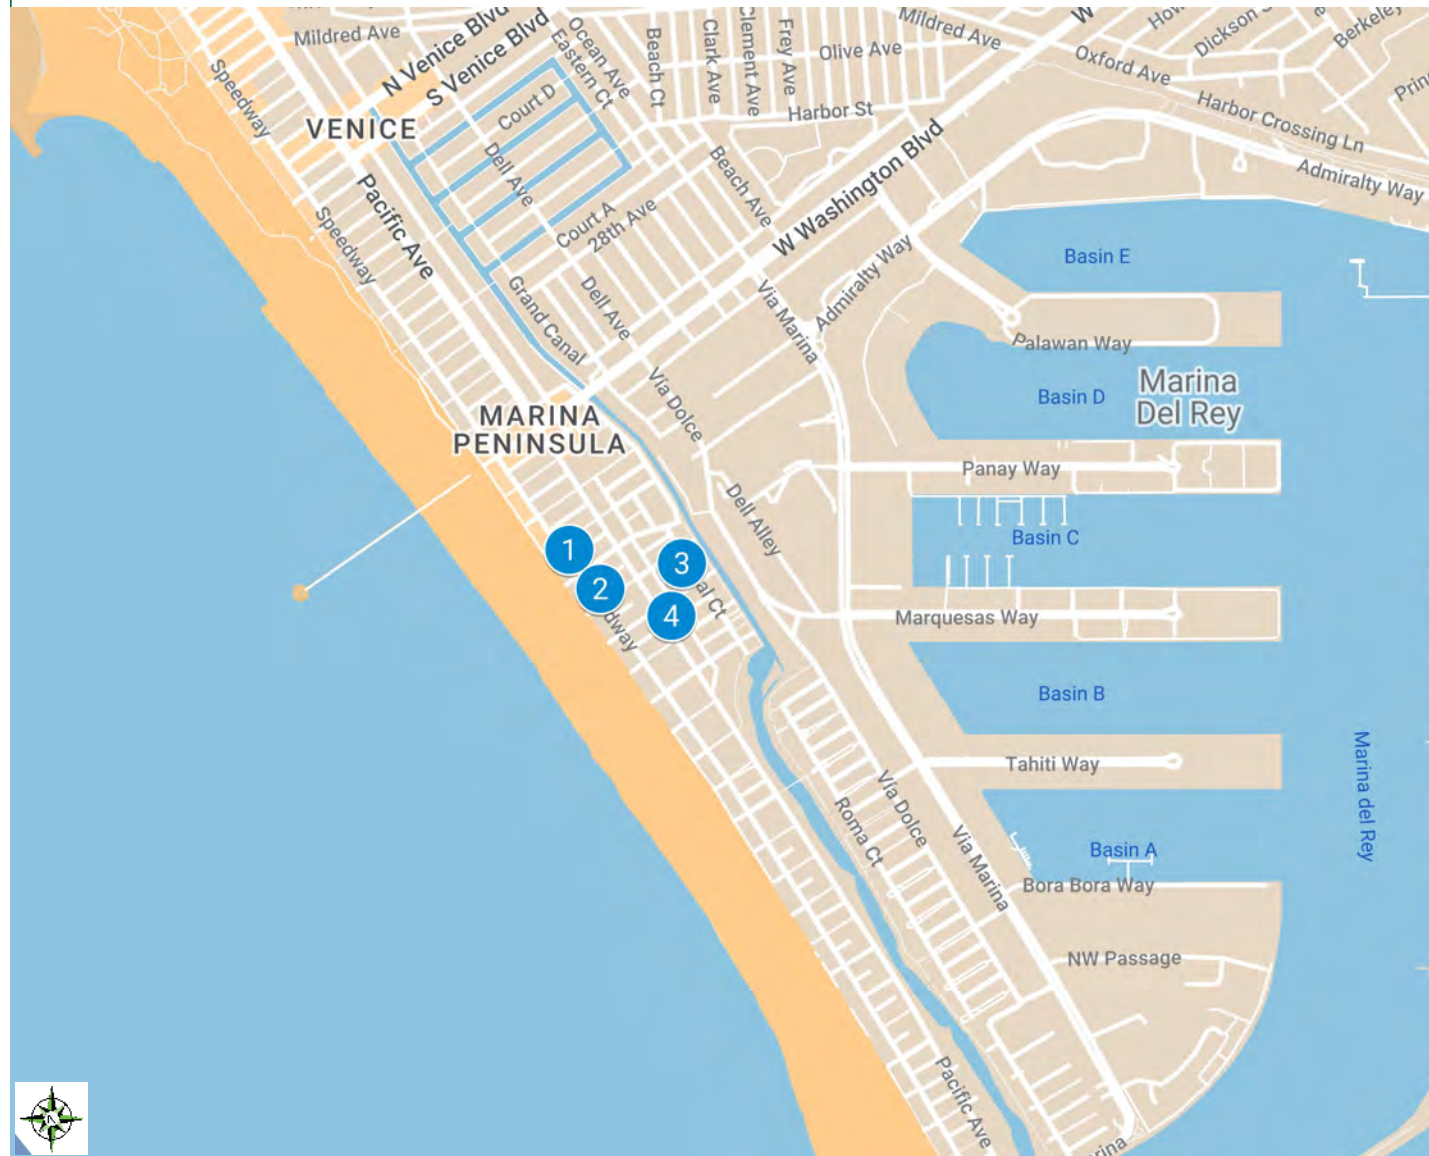 Mildred Ave
N Venice Blvd
S Venice Blvd
Ocean Ave
Eastern Ct
Beach Ct
Clark Ave
Clement Ave
Frey Ave
Olive Ave
Mildred Ave
W
Oxford Ave
Dickson
Berkeley
Harbor St
Harbor Crossing Ln
Admiralty Way
Speedway
VENICE
Court D
Dell Ave
Beach Ave
W Washington Blvd
Pacific Ave
Speedway
Court A
28th Ave
Grand Canal
Dell Ave
Via Marina
Admiralty Way
Basin E
Palawan Way
Basin D
Marina
Del Rey
MARINA
PENINSULA
Via Dolce
Panay Way
Dell Alley
Basin C
1
2
3
4
al Ct
dway
Marquesas Way
Basin B
Tahiti Way
Marina del Rey
Via Dolce
Roma Ct
Via Marina
Basin A
Bora Bora Way
NW Passage
Pacific Ave
arina
N